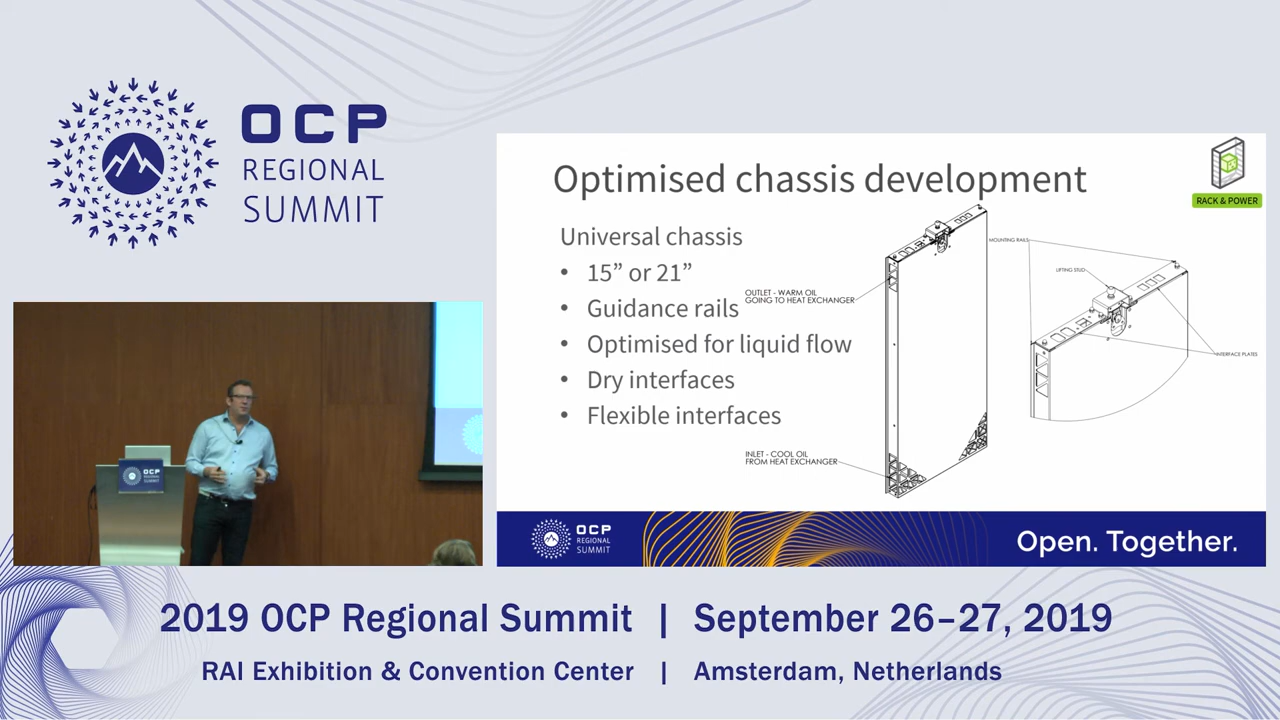 OCP
REGIONAL
SUMMIT
Optimised chassis development
RACK & POWER
Universal chassis
• 15” or 21”
• Guidance rails
• Optimised for liquid flow
• Dry interfaces
• Flexible interfaces
OUTLET - WARM OIL
GOING TO HEAT EXCHANGER
INLET - COOL OIL
FROM HEAT EXCHANGER
MOUNTING RAILS
LIFTING STUD
INTERFACE PLATES
OCP
REGIONAL
SUMMIT
Open. Together.
OCP
REGIONAL
SUMMIT
2019 OCP Regional Summit | September 26–27, 2019
RAI Exhibition & Convention Center | Amsterdam, Netherlands